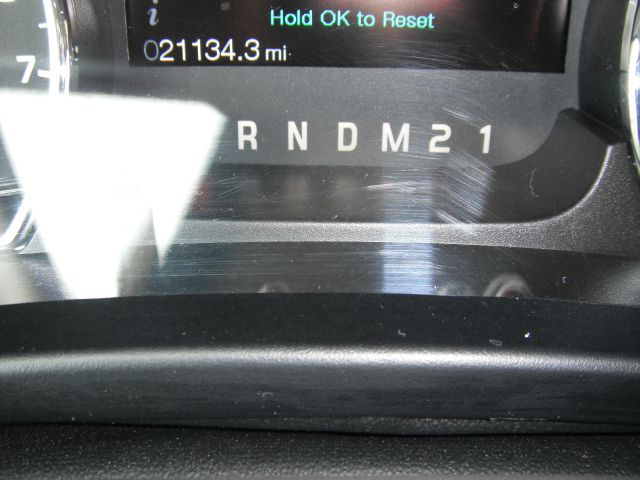 i
Hold OK to Reset
021134.3 mi
7
R N D M 2 1